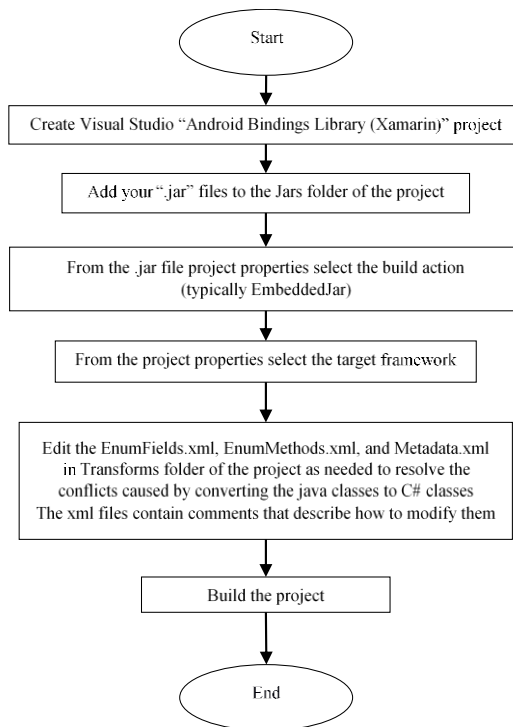 Start
Create Visual Studio “Android Bindings Library (Xamarin)” project
Add your “.jar” files to the Jars folder of the project
From the .jar file project properties select the build action
(typically EmbeddedJar)
From the project properties select the target framework
Edit the EnumFields.xml, EnumMethods.xml, and Metadata.xml
in Transforms folder of the project as needed to resolve the
conflicts caused by converting the java classes to C# classes
The xml files contain comments that describe how to modify them
Build the project
End